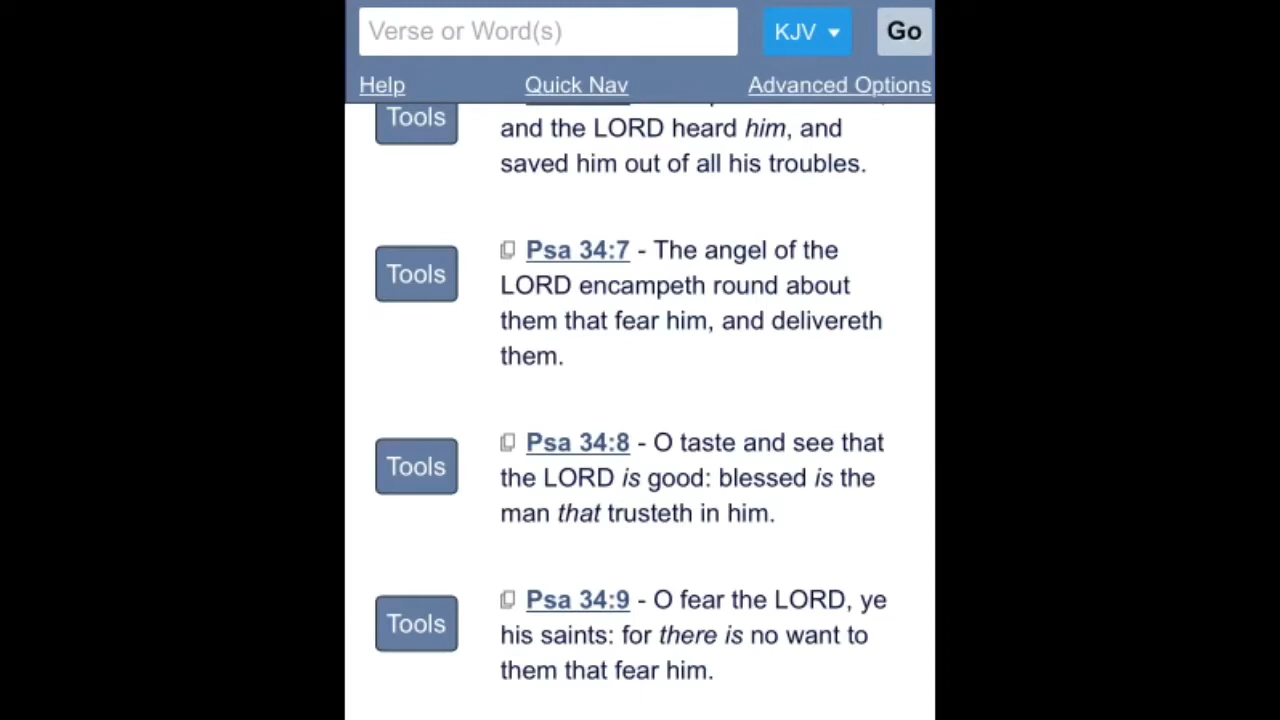 Verse or Word(s)
KJV
Go
Help
Quick Nav
Advanced Options
Tools
and the LORD heard him, and
saved him out of all his troubles.
Tools
Psa 34:7 - The angel of the
LORD encampeth round about
them that fear him, and delivereth
them.
Tools
Psa 34:8 - O taste and see that
the LORD is good: blessed is the
man that trusteth in him.
Tools
Psa 34:9 - O fear the LORD, ye
his saints: for there is no want to
them that fear him.